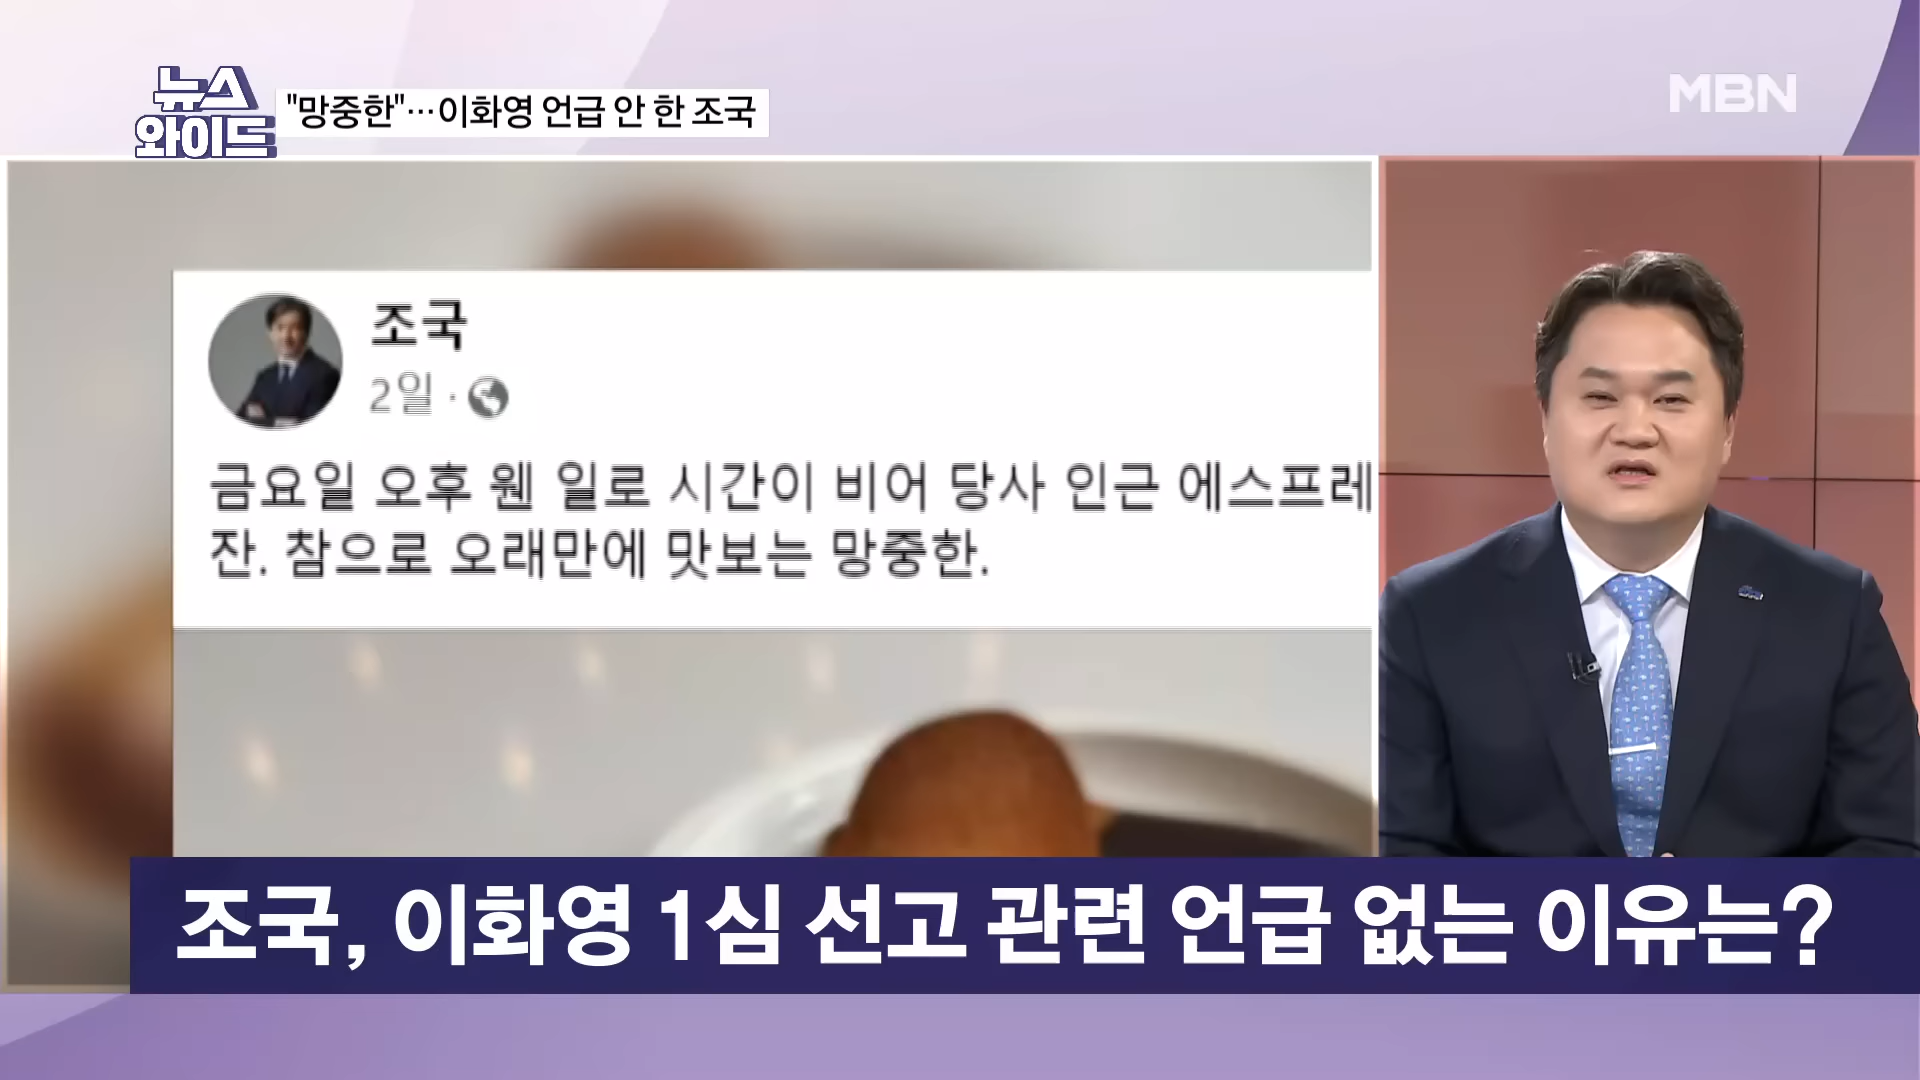 뉴스
와이드
"망중한"…이화영 언급 안 한 조국
MBN
조국
2일 ·
금요일 오후 웬 일로 시간이 비어 당사 인근 에스프레
잔. 참으로 오래만에 맛보는 망중한.
조국, 이화영 1심 선고 관련 언급 없는 이유는?